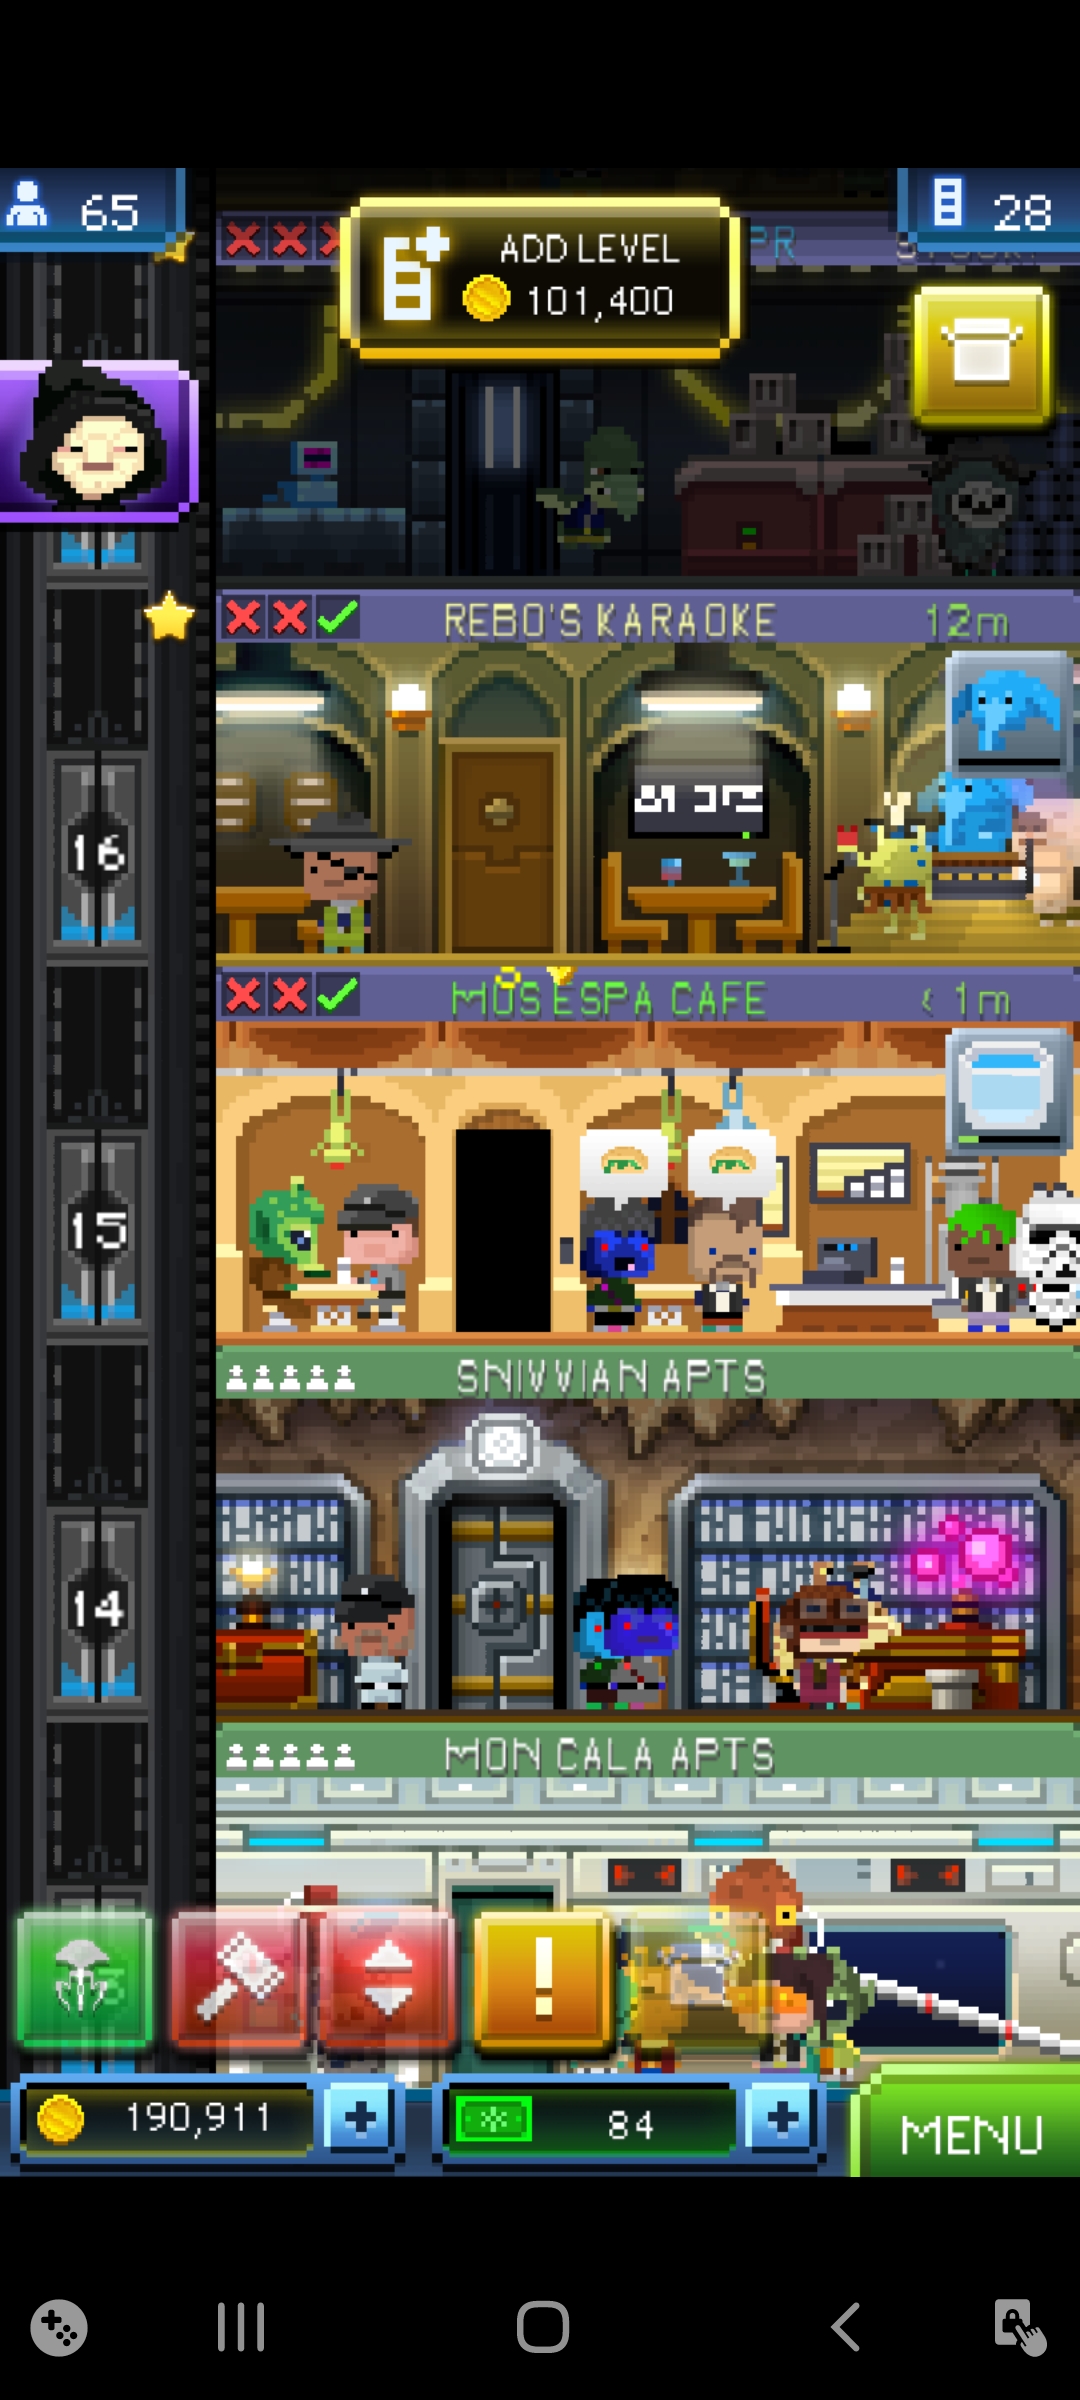 65
ADD LEVEL
101,400
28
REBO'S KARAOKE
12m
16
MOS ESPA CAFE
< 1m
15
SNIVVIAN APTS
14
MON CALA APTS
190,911
84
MENU